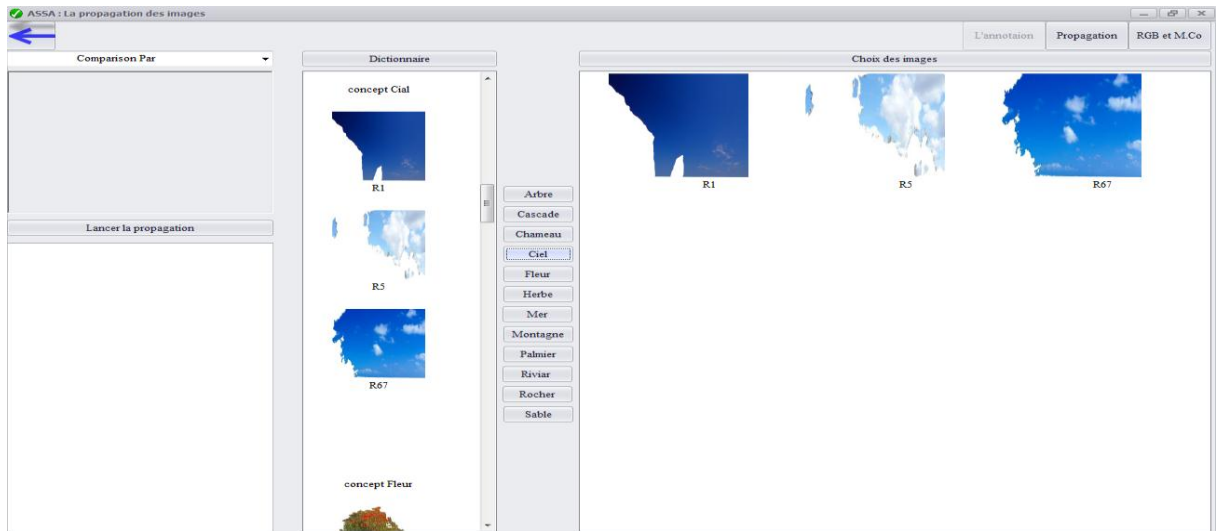 ASSA : La propagation des images
L'annotaion
Propagation
RGB et M.Co
Comparison Par
Lancer la propagation
Dictionnaire
concept Cial
R1
R5
R67
concept Fleur
Arbre
Cascade
Chameau
Ciel
Fleur
Herbe
Mer
Montagne
Palmier
Riviar
Rocher
Sable
Choix des images
R1 R5 R67